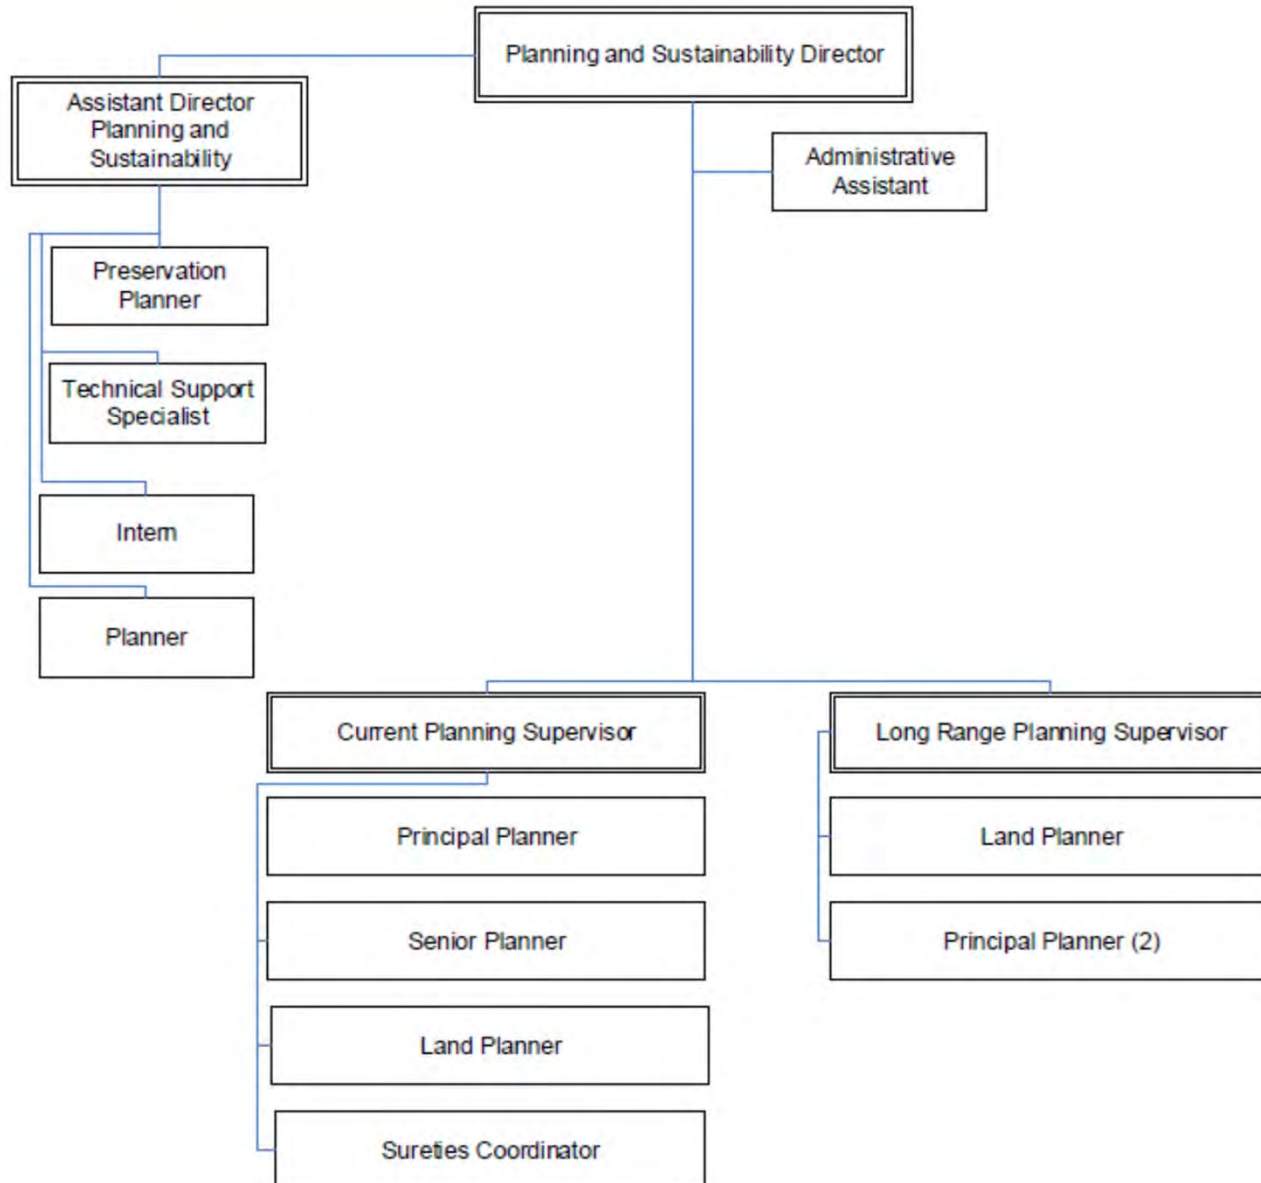 Planning and Sustainability Director
Assistant Director
Planning and
Sustainability
Administrative
Assistant
Preservation
Planner
Technical Support
Specialist
Intern
Planner
Current Planning Supervisor
Long Range Planning Supervisor
Principal Planner
Land Planner
Senior Planner
Principal Planner (2)
Land Planner
Sureties Coordinator